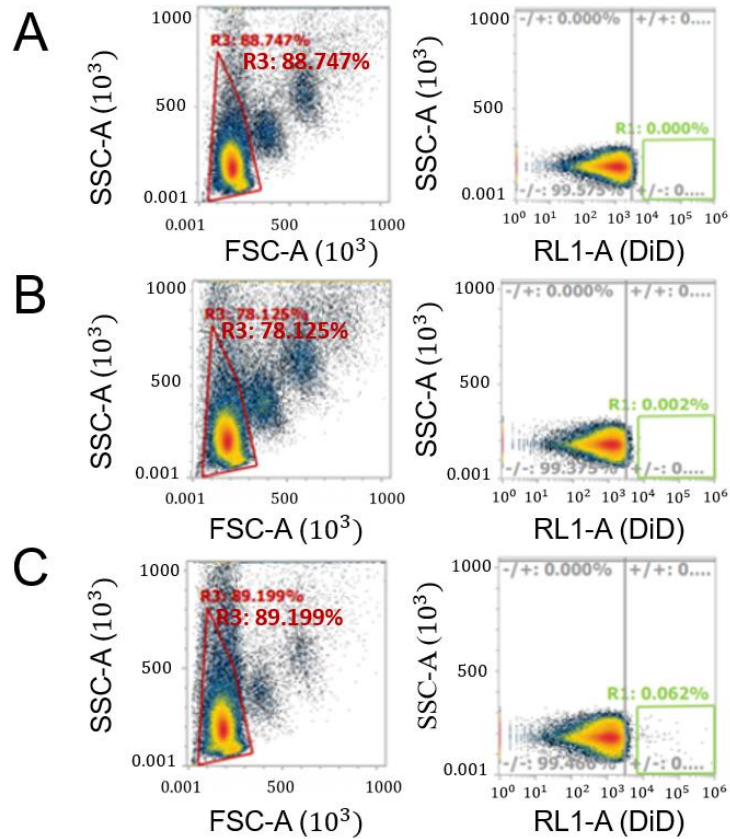 A
1000
500
0.001
SSC-A (10³)
R3: 88.747%
R3: 88.747%
0.001 500 1000
FSC-A (10³)
1000
500
0.001
SSC-A (10³)
-/+: 0.000% +/+: 0....
R1: 0.000%
-/-: 99.575% +/-: 0....
10⁰ 10¹ 10² 10³ 10⁴ 10⁵ 10⁶
RL1-A (DiD)
B
1000
500
0.001
SSC-A (10³)
R3: 78.125%
R3: 78.125%
0.001 500 1000
FSC-A (10³)
1000
500
0.001
SSC-A (10³)
-/+: 0.000% +/+: 0....
R1: 0.002%
-/-: 99.375% +/-: 0....
10⁰ 10¹ 10² 10³ 10⁴ 10⁵ 10⁶
RL1-A (DiD)
C
1000
500
0.001
SSC-A (10³)
R3: 89.199%
R3: 89.199%
0.001 500 1000
FSC-A (10³)
1000
500
0.001
SSC-A (10³)
-/+: 0.000% +/+: 0....
R1: 0.062%
-/-: 99.466% +/-: 0....
10⁰ 10¹ 10² 10³ 10⁴ 10⁵ 10⁶
RL1-A (DiD)